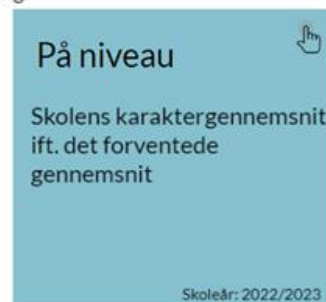 På niveau
Skolens karaktergennemsnit
ift. det forventede
gennemsnit
Skoleår: 2022/2023